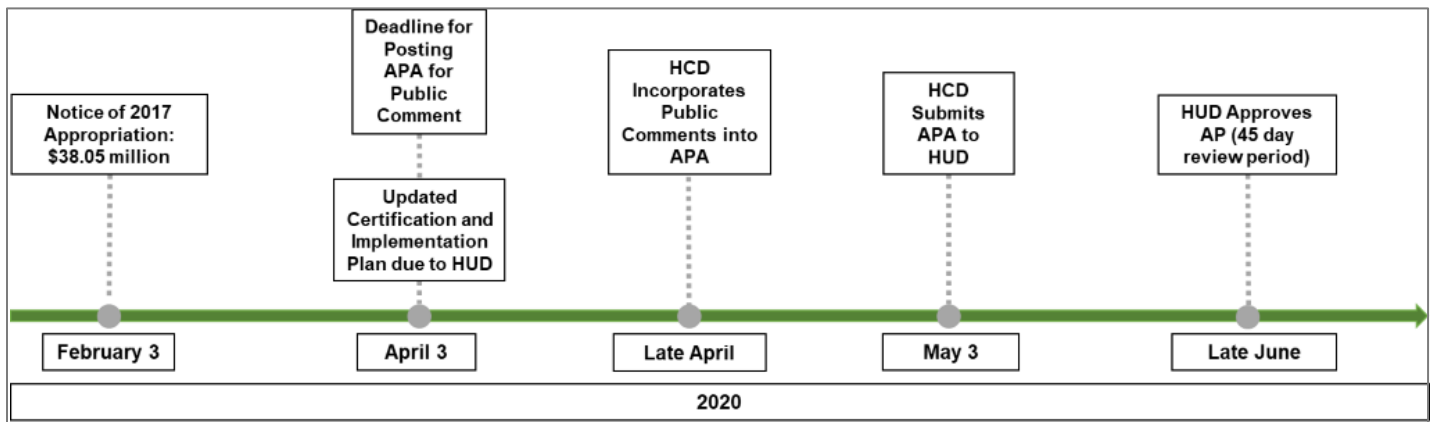 Notice of 2017
Appropriation:
$38.05 million
Deadline for
Posting
APA for
Public
Comment
Updated
Certification and
Implementation
Plan due to HUD
HCD
Incorporates
Public
Comments into
APA
HCD
Submits
APA to
HUD
HUD Approves
AP (45 day
review period)
February 3
April 3
Late April
May 3
Late June
2020